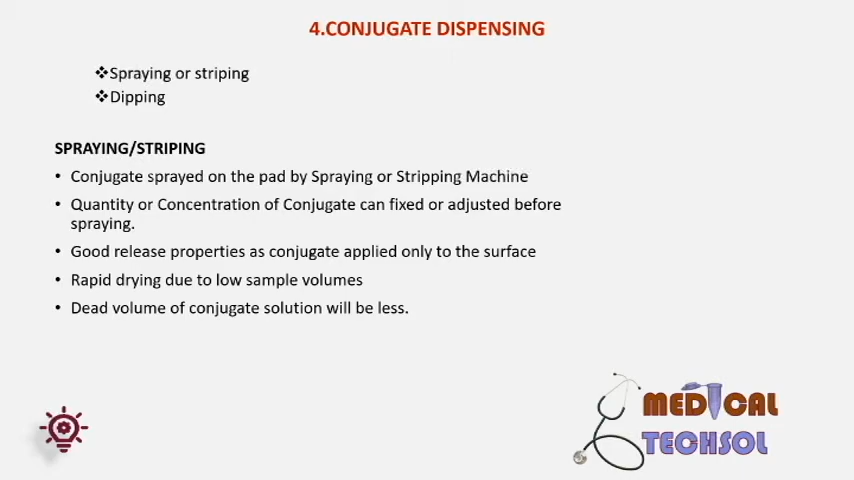 4.CONJUGATE DISPENSING
❖Spraying or striping
❖Dipping
SPRAYING/STRIPING
• Conjugate sprayed on the pad by Spraying or Stripping Machine
• Quantity or Concentration of Conjugate can fixed or adjusted before
spraying.
• Good release properties as conjugate applied only to the surface
• Rapid drying due to low sample volumes
• Dead volume of conjugate solution will be less.
MEDICAL
TECHSOL